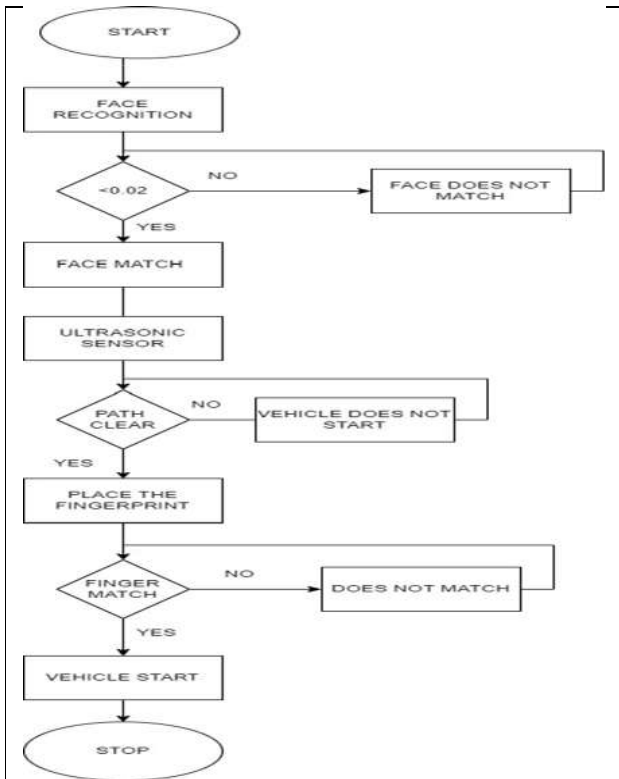 START
FACE
RECOGNITION
<0.02
NO
FACE DOES NOT
MATCH
YES
FACE MATCH
ULTRASONIC
SENSOR
PATH
CLEAR
NO
VEHICLE DOES NOT
START
YES
PLACE THE
FINGERPRINT
FINGER
MATCH
NO
DOES NOT MATCH
YES
VEHICLE START
STOP